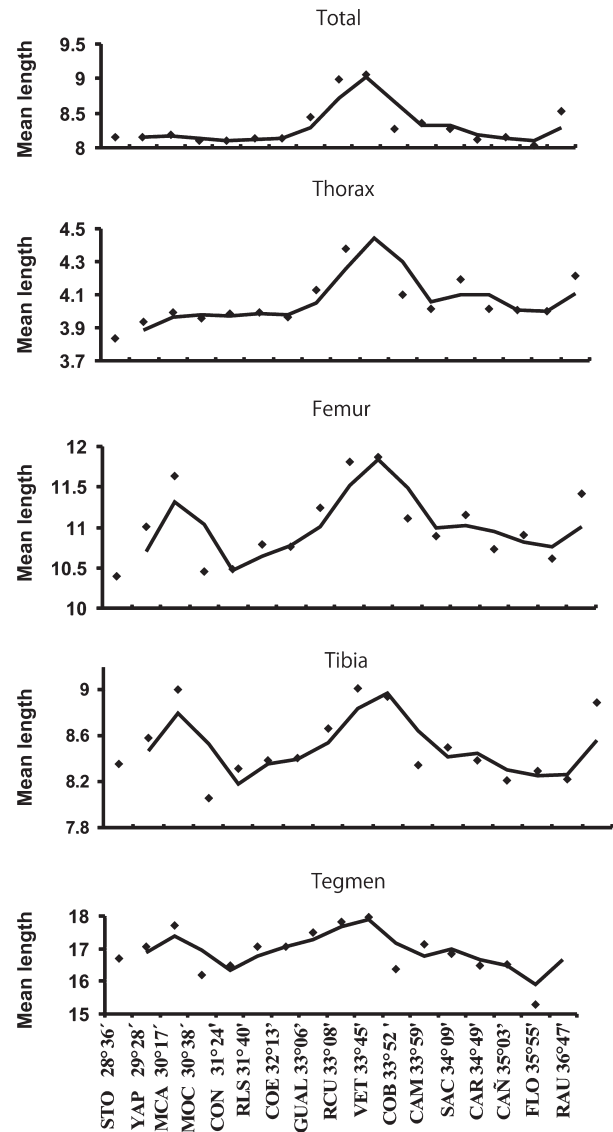 Total
Mean length
9.5
9
8.5
8
Thorax
Mean length
4.5
4.3
4.1
3.9
3.7
Femur
Mean length
12
11.5
11
10.5
10
Tibia
Mean length
9
8.6
8.2
7.8
Tegmen
Mean length
18
17
16
15
STO 28°36´
YAP 29°28´
MCA 30°17´
MOC 30°38´
CON 31°24'
RLS 31°40'
COE 32°13'
GUAL 33°06'
RCU 33°08'
VET 33°45'
COB 33°52 '
CAM 33°59'
SAC 34°09'
CAR 34°49'
CAÑ 35°03'
FLO 35°55'
RAU 36°47'